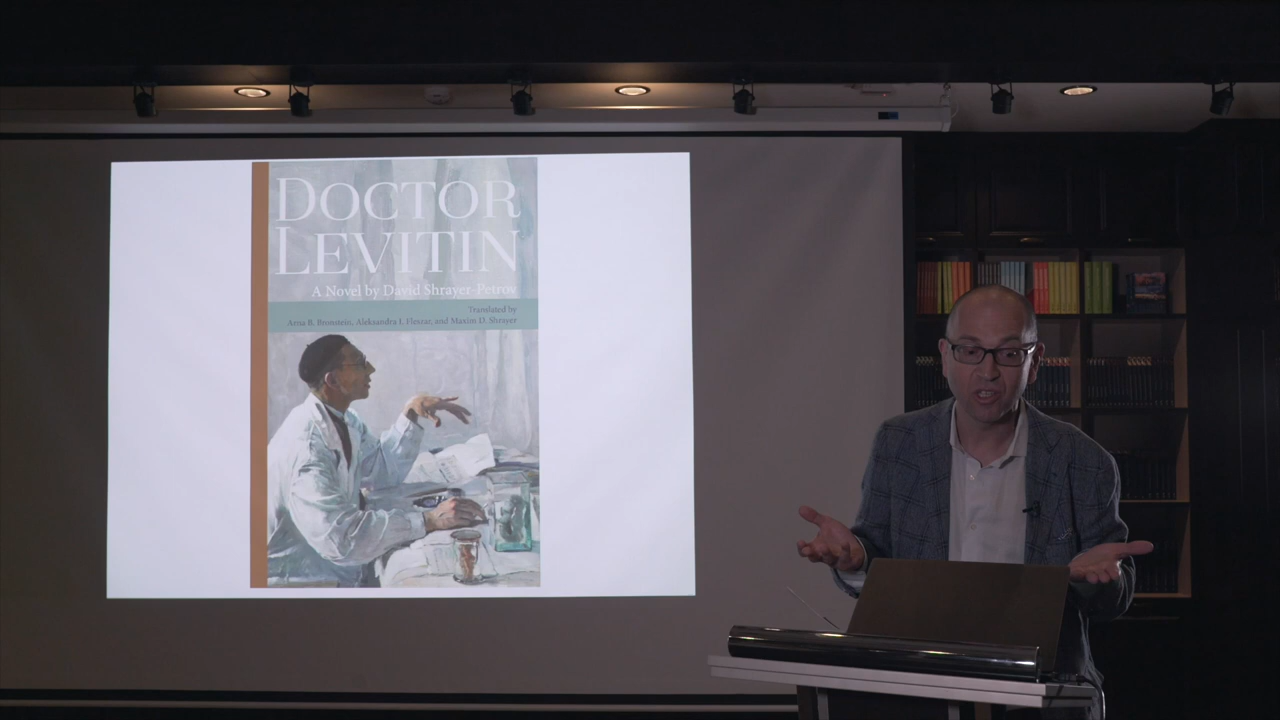 DOCTOR
LEVITIN
A Novel by David Shrayer-Petrov
Translated by
Arna B. Bronstein, Aleksandra I. Fleszar, and Maxim D. Shrayer